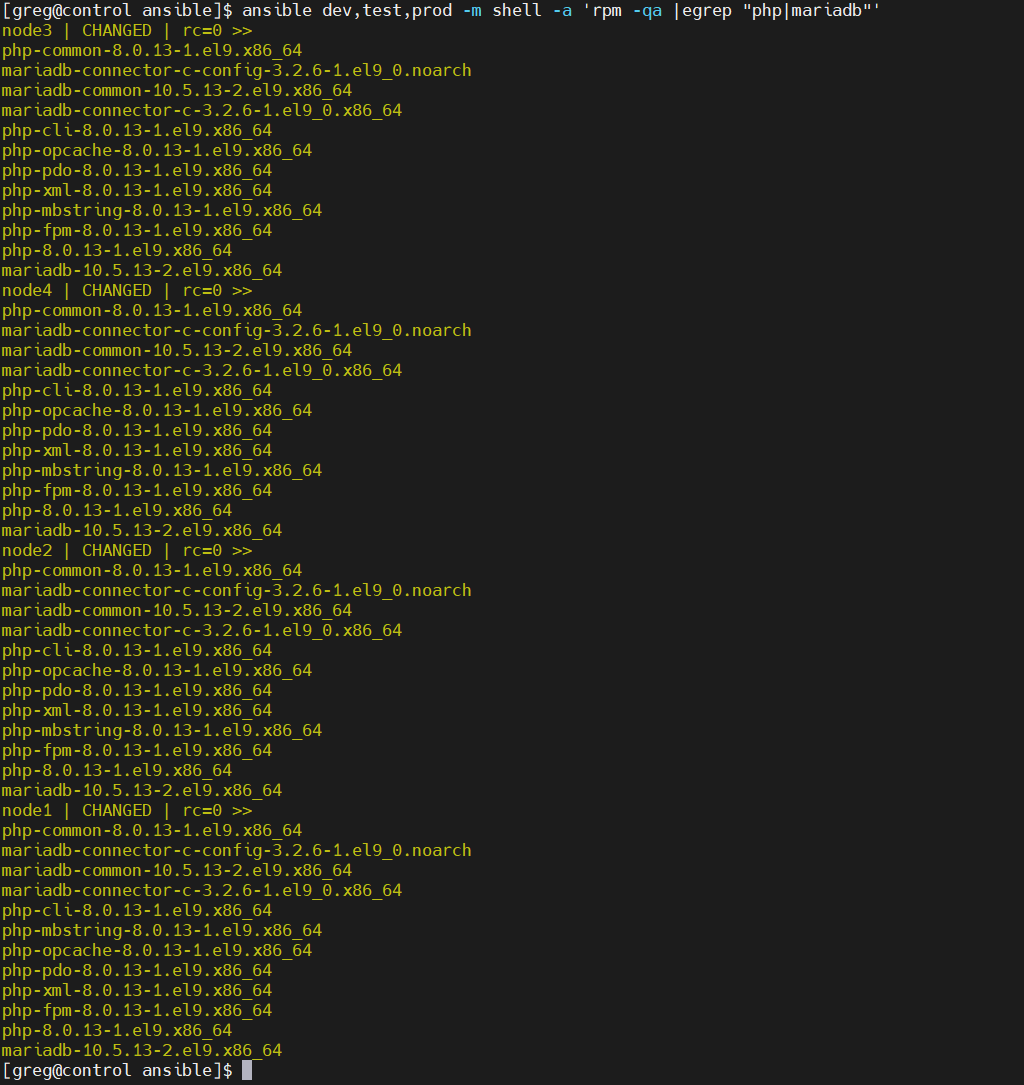 [greg@control ansible]$ ansible dev,test,prod -m shell -a 'rpm -qa |egrep "php|mariadb"'
node3 | CHANGED | rc=0 >>
php-common-8.0.13-1.el9.x86_64
mariadb-connector-c-config-3.2.6-1.el9_0.noarch
mariadb-common-10.5.13-2.el9.x86_64
mariadb-connector-c-3.2.6-1.el9_0.x86_64
php-cli-8.0.13-1.el9.x86_64
php-opcache-8.0.13-1.el9.x86_64
php-pdo-8.0.13-1.el9.x86_64
php-xml-8.0.13-1.el9.x86_64
php-mbstring-8.0.13-1.el9.x86_64
php-fpm-8.0.13-1.el9.x86_64
php-8.0.13-1.el9.x86_64
mariadb-10.5.13-2.el9.x86_64
node4 | CHANGED | rc=0 >>
php-common-8.0.13-1.el9.x86_64
mariadb-connector-c-config-3.2.6-1.el9_0.noarch
mariadb-common-10.5.13-2.el9.x86_64
mariadb-connector-c-3.2.6-1.el9_0.x86_64
php-cli-8.0.13-1.el9.x86_64
php-opcache-8.0.13-1.el9.x86_64
php-pdo-8.0.13-1.el9.x86_64
php-xml-8.0.13-1.el9.x86_64
php-mbstring-8.0.13-1.el9.x86_64
php-fpm-8.0.13-1.el9.x86_64
php-8.0.13-1.el9.x86_64
mariadb-10.5.13-2.el9.x86_64
node2 | CHANGED | rc=0 >>
php-common-8.0.13-1.el9.x86_64
mariadb-connector-c-config-3.2.6-1.el9_0.noarch
mariadb-common-10.5.13-2.el9.x86_64
mariadb-connector-c-3.2.6-1.el9_0.x86_64
php-cli-8.0.13-1.el9.x86_64
php-opcache-8.0.13-1.el9.x86_64
php-pdo-8.0.13-1.el9.x86_64
php-xml-8.0.13-1.el9.x86_64
php-mbstring-8.0.13-1.el9.x86_64
php-fpm-8.0.13-1.el9.x86_64
php-8.0.13-1.el9.x86_64
mariadb-10.5.13-2.el9.x86_64
node1 | CHANGED | rc=0 >>
php-common-8.0.13-1.el9.x86_64
mariadb-connector-c-config-3.2.6-1.el9_0.noarch
mariadb-common-10.5.13-2.el9.x86_64
mariadb-connector-c-3.2.6-1.el9_0.x86_64
php-cli-8.0.13-1.el9.x86_64
php-mbstring-8.0.13-1.el9.x86_64
php-opcache-8.0.13-1.el9.x86_64
php-pdo-8.0.13-1.el9.x86_64
php-xml-8.0.13-1.el9.x86_64
php-fpm-8.0.13-1.el9.x86_64
php-8.0.13-1.el9.x86_64
mariadb-10.5.13-2.el9.x86_64
[greg@control ansible]$